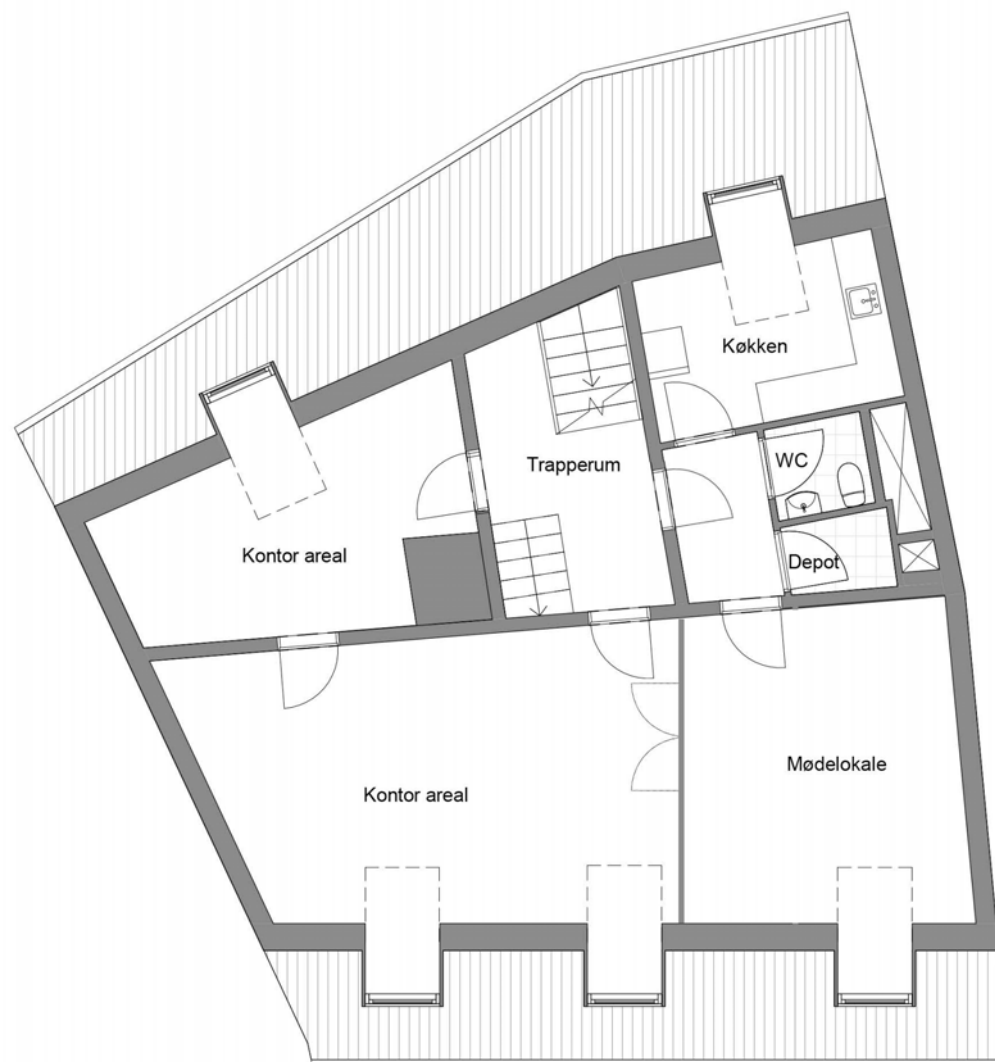 Køkken
Trapperum
WC
Kontor areal
Depot
Mødelokale
Kontor areal